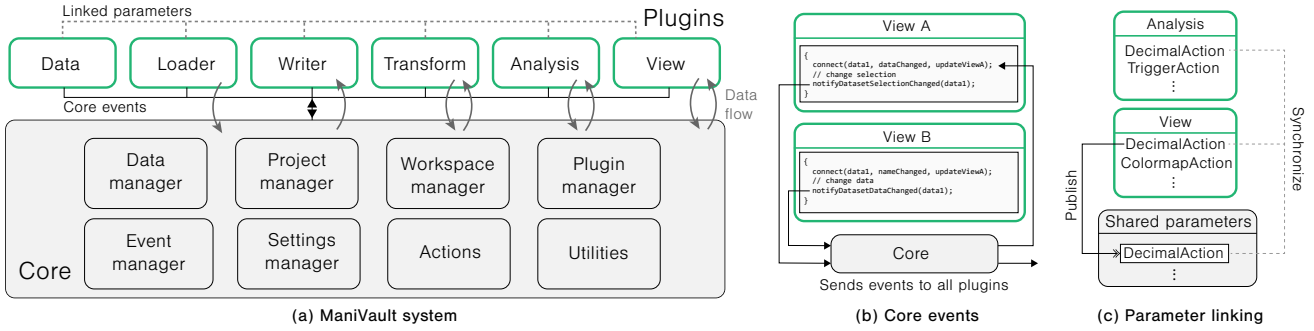 Linked parameters
Plugins
Data
Loader
Writer
Transform
Analysis
View
Core events
Data
flow
Data
manager
Project
manager
Workspace
manager
Plugin
manager
Event
manager
Settings
manager
Actions
Utilities
Core
(a) ManiVault system
View A
{
connect(data1, dataChanged, updateViewA);
// change selection
notifyDatasetSelectionChanged(data1);
}
View B
{
connect(data1, nameChanged, updateViewA);
// change data
notifyDatasetDataChanged(data1);
}
Core
Sends events to all plugins
(b) Core events
Analysis
DecimalAction
TriggerAction
⋮
View
DecimalAction
ColormapAction
⋮
Publish
Synchronize
Shared parameters
DecimalAction
⋮
(c) Parameter linking